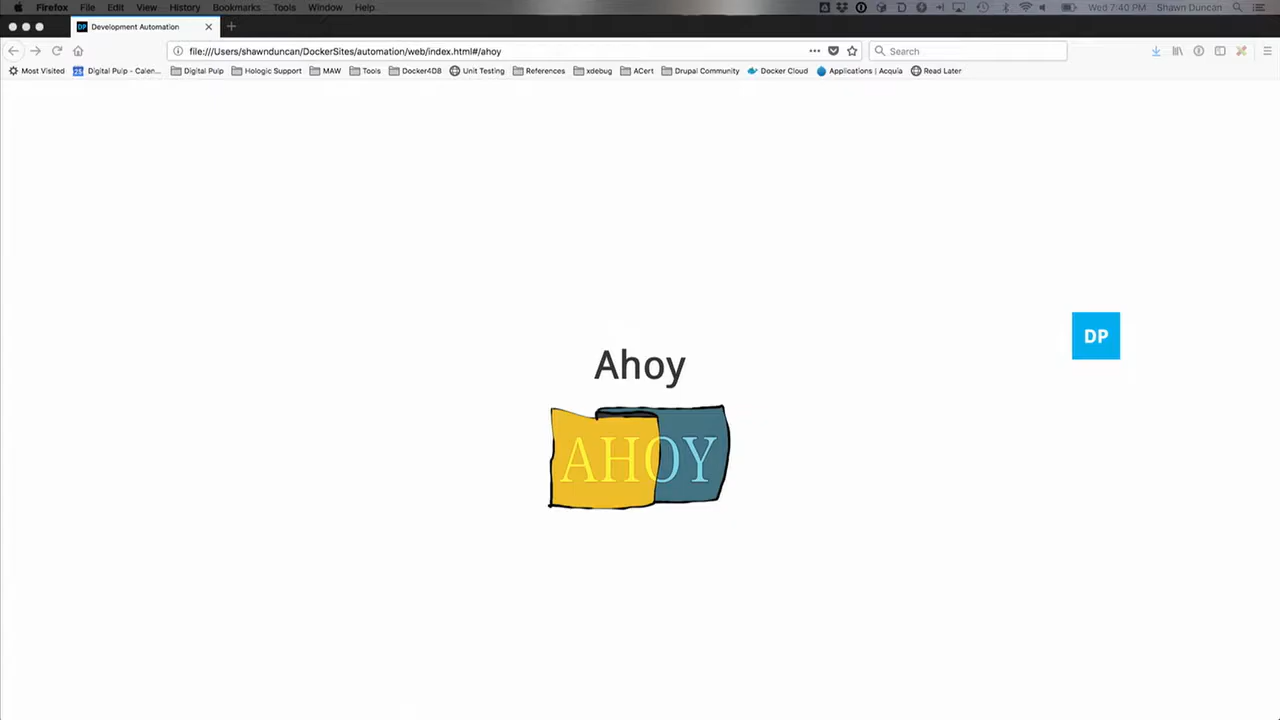 Firefox File Edit View History Bookmarks Tools Window Help Wed 7:40 PM Shawn Duncan
DP Development Automation
file:///Users/shawnduncan/DockerSites/automation/web/index.html#/ahoy Search
Most Visited 25 Digital Pulp - Calen... Digital Pulp Hologic Support MAW Tools Docker4D8 Unit Testing References xdebug ACert Drupal Community Docker Cloud Applications | Acquia Read Later
DP
Ahoy
AHOY